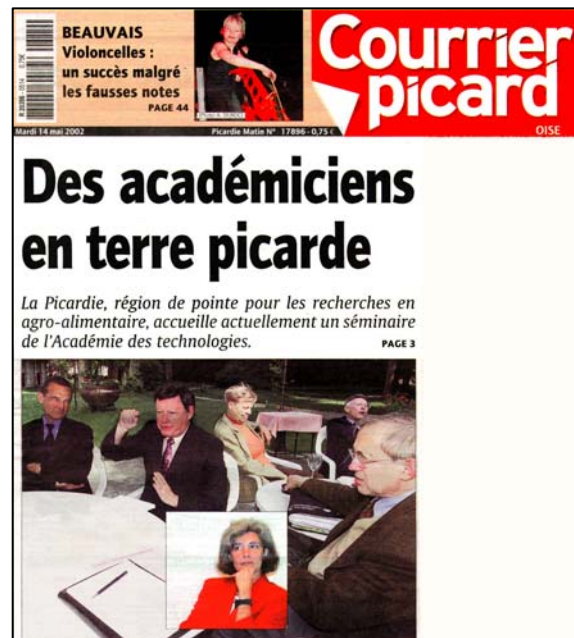 BEAUVAIS
Violoncelles :
un succès malgré
les fausses notes
PAGE 44
Courrier
picard
OISE
Mardi 14 mai 2002
Picardie Matin N° 17896 - 0,75 €
Des académiciens
en terre picarde
La Picardie, région de pointe pour les recherches en
agro-alimentaire, accueille actuellement un séminaire
de l'Académie des technologies.
PAGE 3